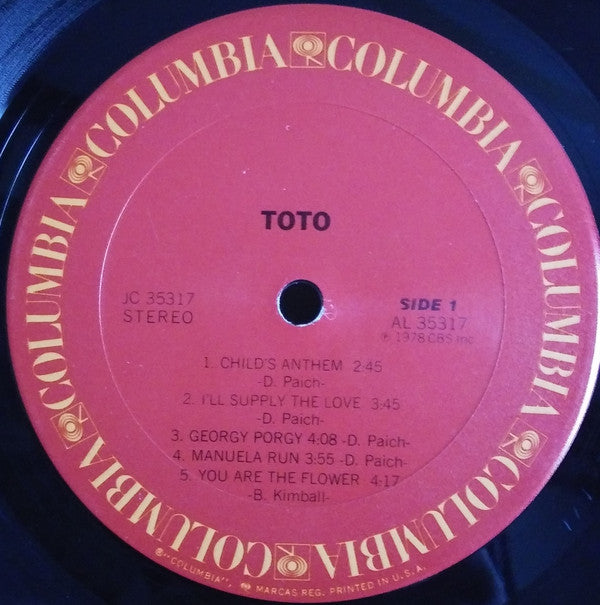 COLUMBIA COLUMBIA COLUMBIA COLUMBIA COLUMBIA COLUMBIA
TOTO
JC 35317
STEREO
SIDE 1
AL 35317
℗ 1978 CBS Inc.
1. CHILD'S ANTHEM 2:45
-D. Paich-
2. I'LL SUPPLY THE LOVE 3:45
-D. Paich-
3. GEORGY PORGY 4:08 -D. Paich-
4. MANUELA RUN 3:55 -D. Paich-
5. YOU ARE THE FLOWER 4:17
-B. Kimball-
® "COLUMBIA", MARCAS REG. PRINTED IN U.S.A.